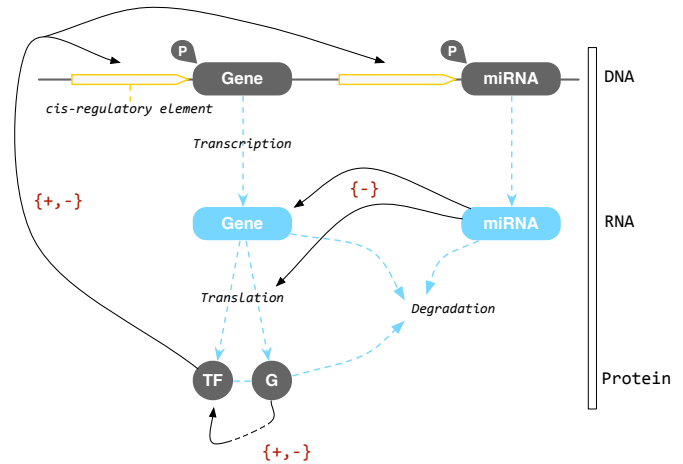 P
P
Gene
miRNA
DNA
cis-regulatory element
Transcription
{+,-}
{-}
Gene
miRNA
RNA
Translation
Degradation
TF
G
Protein
{+,-}